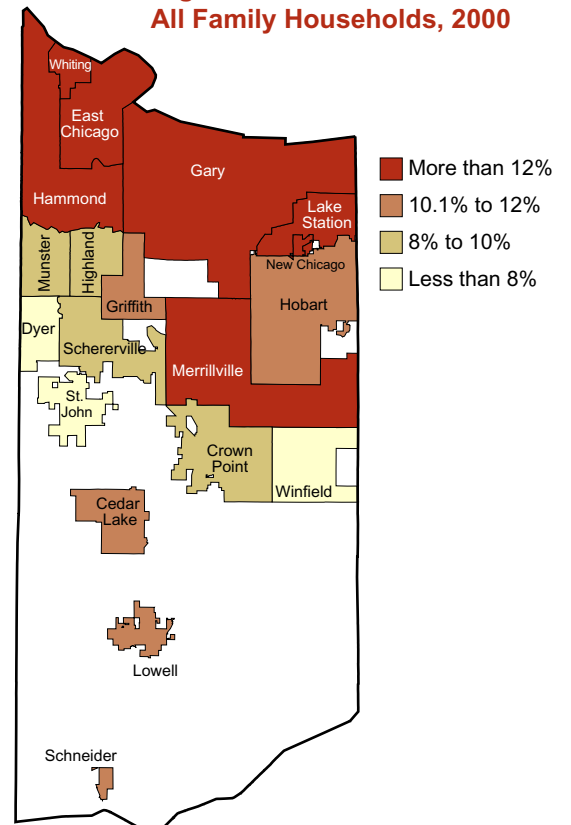 All Family Households, 2000
Whiting
East
Chicago
Gary
Hammond
Lake
Station
New Chicago
Munster
Highland
Griffith
Hobart
Dyer
Schererville
Merrillville
St.
John
Crown
Point
Winfield
Cedar
Lake
Lowell
Schneider
More than 12%
10.1% to 12%
8% to 10%
Less than 8%